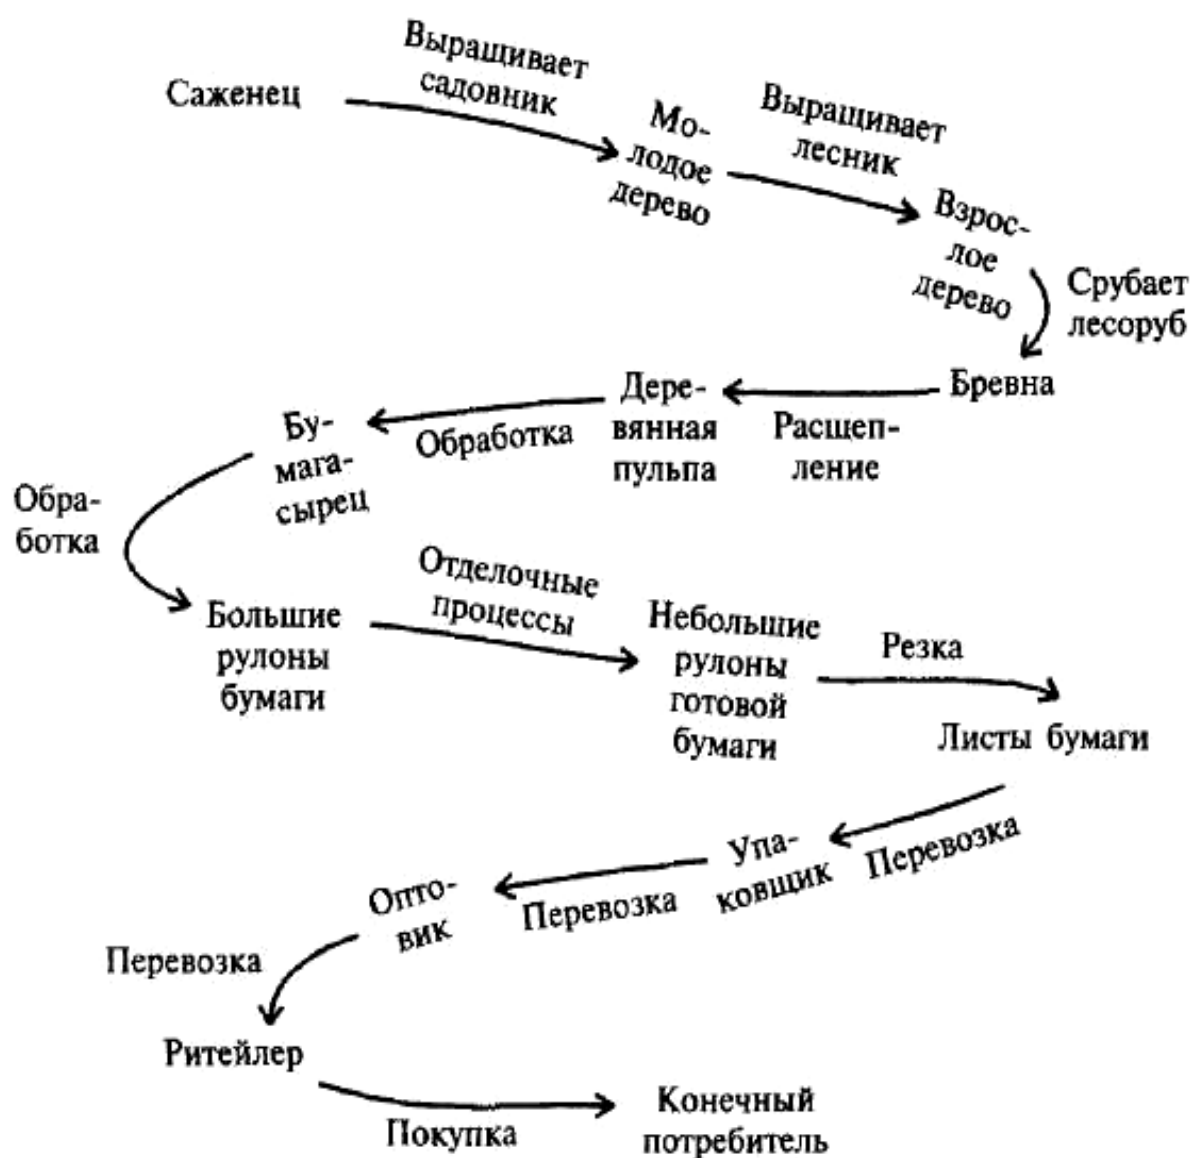 Саженец
Выращивает
садовник
Мо-
лодое
дерево
Выращивает
лесник
Взрос-
лое
дерево
Срубает
лесоруб
Бревна
Расщеп-
ление
Дере-
вянная
пульпа
Обработка
Бу-
мага-
сырец
Обра-
ботка
Большие
рулоны
бумаги
Отделочные
процессы
Небольшие
рулоны
готовой
бумаги
Резка
Листы бумаги
Перевозка
Упа-
ковщик
Перевозка
Опто-
вик
Перевозка
Ритейлер
Покупка
Конечный
потребитель